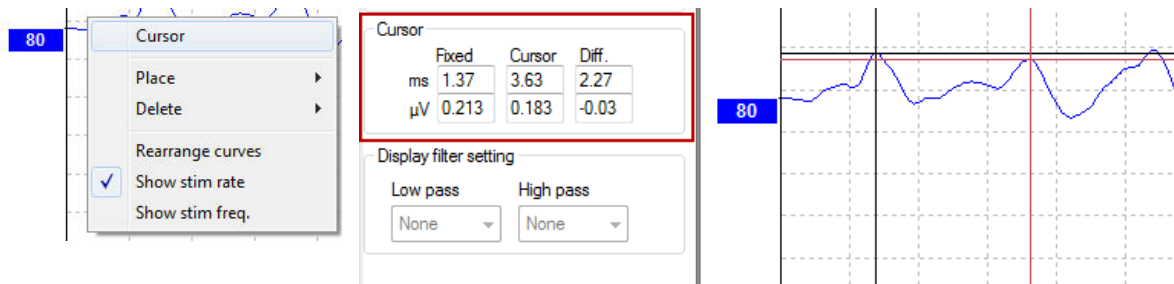 80
Cursor
Place
Delete
Rearrange curves
Show stim rate
Show stim freq.
Cursor
Fixed Cursor Diff.
ms 1.37 3.63 2.27
µV 0.213 0.183 -0.03
Display filter setting
Low pass High pass
None None
80